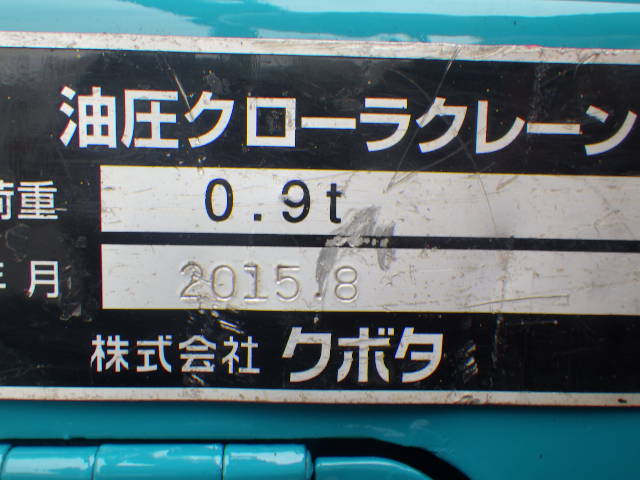 油圧クローラクレーン
荷重 0.9t
年月 2015.8
株式会社 クボタ